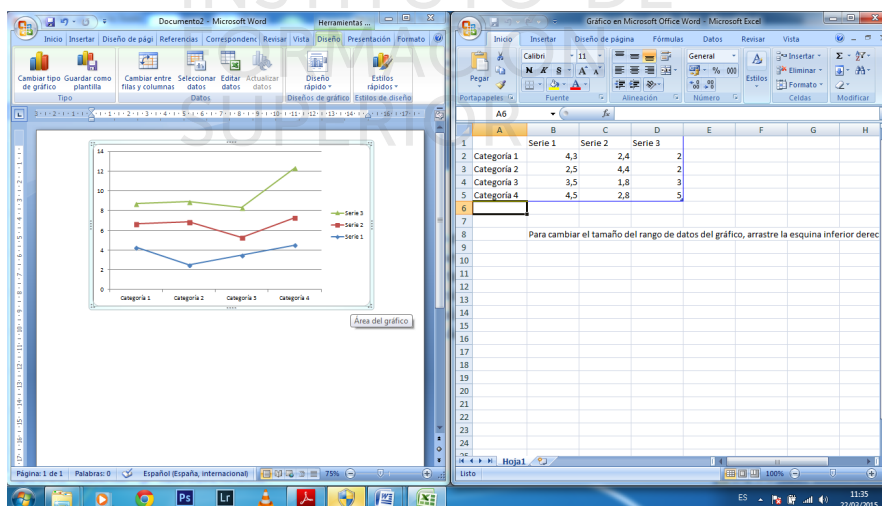 INSTITUTO DE
FORMACIÓN
SUPERIOR
Documento2 - Microsoft Word
Herramientas ...
Inicio Insertar Diseño de pági Referencias Correspondenc Revisar Vista Diseño Presentación Formato
Cambiar tipo de gráfico
Guardar como plantilla
Cambiar entre filas y columnas
Seleccionar datos
Editar datos
Actualizar datos
Diseño rápido
Estilos rápidos
Tipo Datos Diseños de gráfico Estilos de diseño
14
12
10
8
6
4
2
0
Categoría 1 Categoría 2 Categoría 3 Categoría 4
Serie 3
Serie 2
Serie 1
Área del gráfico
Página: 1 de 1 Palabras: 0 Español (España, internacional) 75%
Gráfico en Microsoft Office Word - Microsoft Excel
Inicio Insertar Diseño de página Fórmulas Datos Revisar Vista
Pegar
Calibri 11
N K S
A A
General
% 000
Estilos
Insertar
Eliminar
Formato
Portapapeles Fuente Alineación Número Celdas Modificar
A6 fx
A B C D E F G H
1 Serie 1 Serie 2 Serie 3
2 Categoría 1 4,3 2,4 2
3 Categoría 2 2,5 4,4 2
4 Categoría 3 3,5 1,8 3
5 Categoría 4 4,5 2,8 5
6
7
8 Para cambiar el tamaño del rango de datos del gráfico, arrastre la esquina inferior derec
9
10
11
12
13
14
15
16
17
18
19
20
21
22
23
24
25
Hoja1
Listo 100%
Ps Lr
ES 11:35
22/03/2015